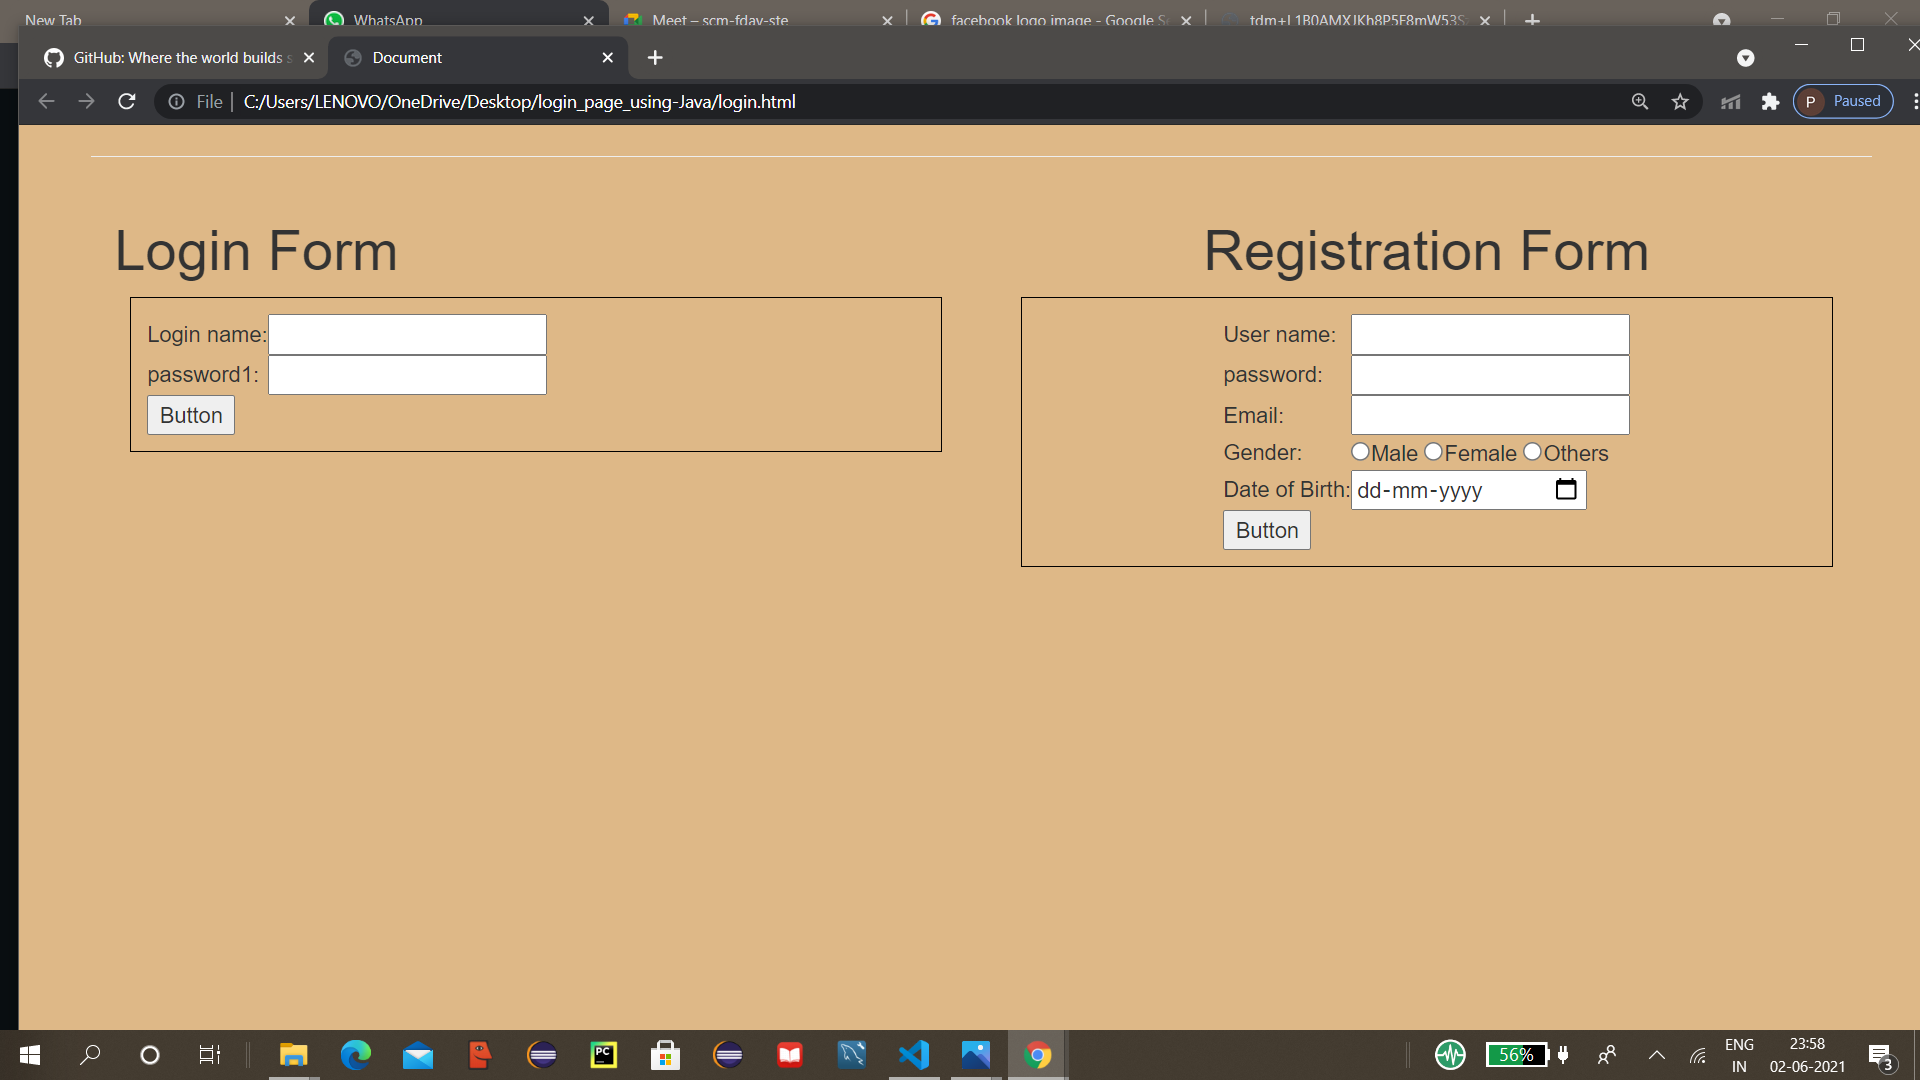 New Tab
WhatsApp
Meet – scm-fdav-ste
facebook logo image - Google Se
GitHub: Where the world builds s
Document
File
C:/Users/LENOVO/OneDrive/Desktop/login_page_using-Java/login.html
P
Paused
Login Form
Registration Form
Login name:
password1:
Button
User name:
password:
Email:
Gender:
Male
Female
Others
Date of Birth:
dd-mm-yyyy
Button
PC
56%
ENG
IN
23:58
02-06-2021
3